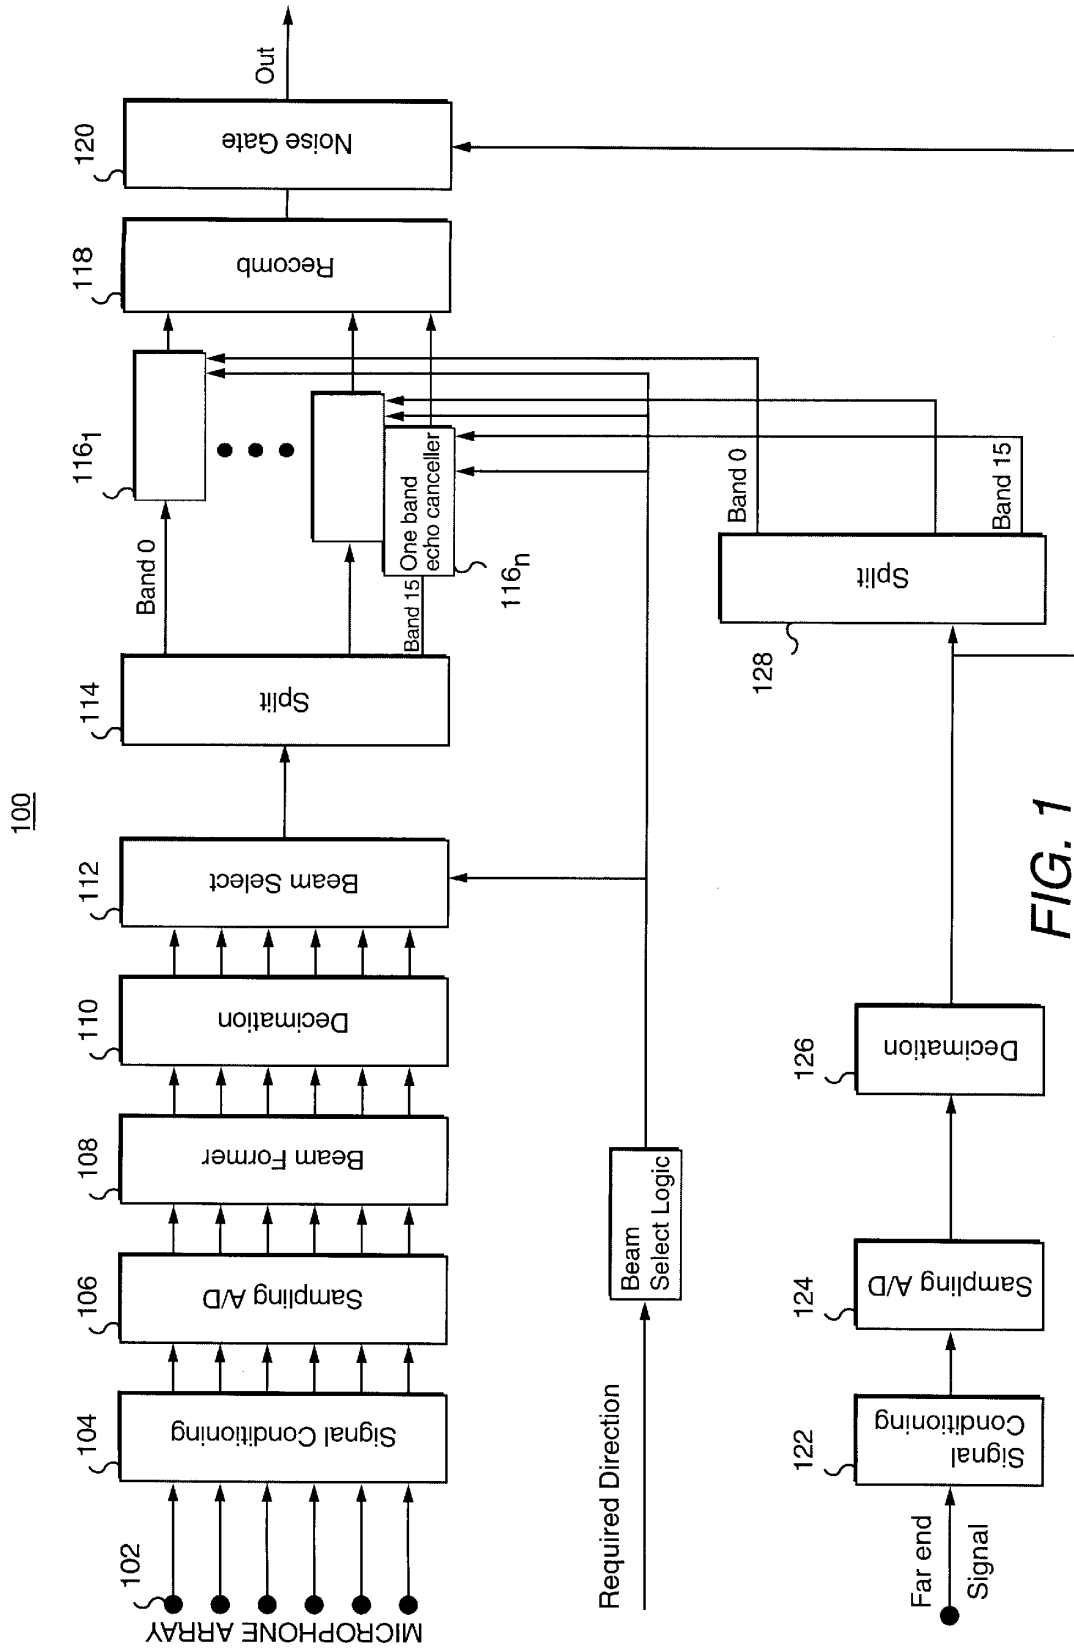 100
MICROPHONE ARRAY
102
104
Signal Conditioning
106
Sampling A/D
108
Beam Former
110
Decimation
112
Beam Select
114
Split
Band 0
Band 15
116₁
One band
echo canceller
116ₙ
118
Recomb
120
Noise Gate
Out
Required Direction
Beam
Select Logic
Far end
Signal
122
Signal
Conditioning
124
Sampling A/D
126
Decimation
128
Split
Band 0
Band 15
FIG. 1